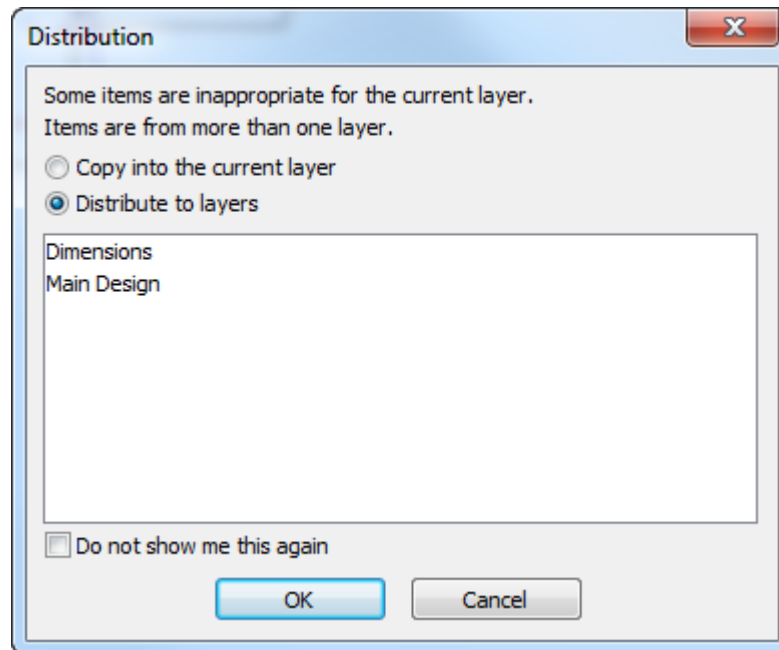 Distribution
Some items are inappropriate for the current layer.
Items are from more than one layer.
Copy into the current layer
Distribute to layers
Dimensions
Main Design
Do not show me this again
OK Cancel